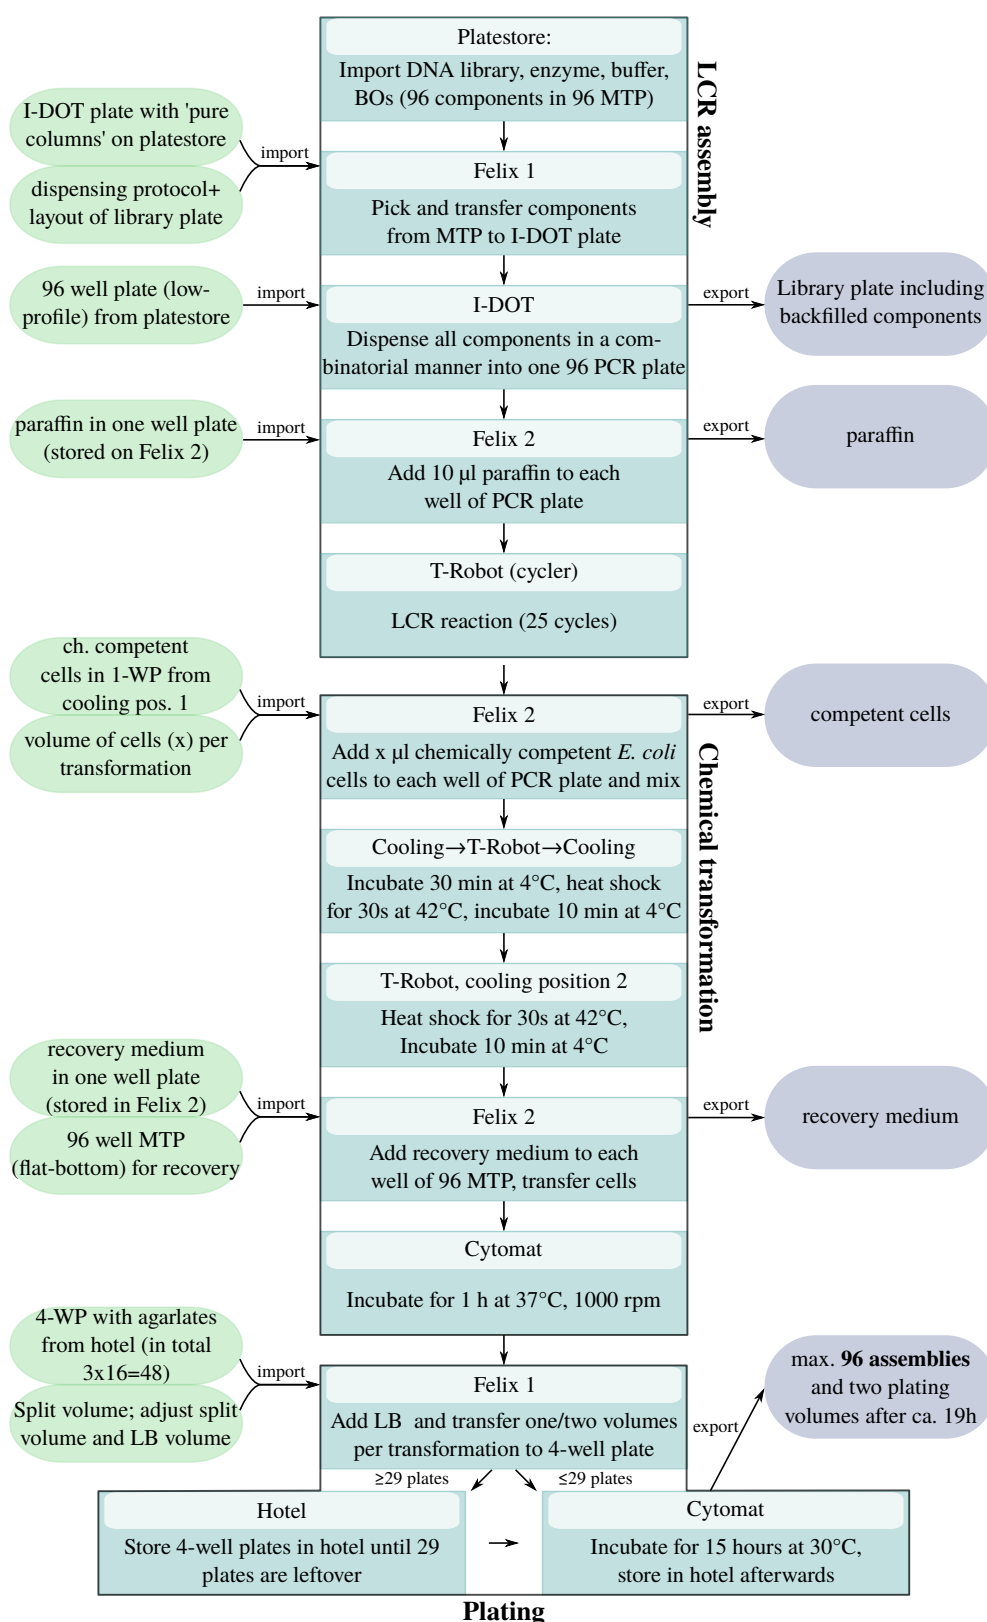 Platestore:
Import DNA library, enzyme, buffer,
BOs (96 components in 96 MTP)
LCR assembly
I-DOT plate with 'pure
columns' on platestore
dispensing protocol+
layout of library plate
import
Felix 1
Pick and transfer components
from MTP to I-DOT plate
96 well plate (low-
profile) from platestore
import
I-DOT
Dispense all components in a com-
binatorial manner into one 96 PCR plate
export
Library plate including
backfilled components
paraffin in one well plate
(stored on Felix 2)
import
Felix 2
Add 10 µl paraffin to each
well of PCR plate
export
paraffin
T-Robot (cycler)
LCR reaction (25 cycles)
ch. competent
cells in 1-WP from
cooling pos. 1
volume of cells (x) per
transformation
import
Felix 2
Add x µl chemically competent E. coli
cells to each well of PCR plate and mix
export
competent cells
Chemical transformation
Cooling→T-Robot→Cooling
Incubate 30 min at 4°C, heat shock
for 30s at 42°C, incubate 10 min at 4°C
T-Robot, cooling position 2
Heat shock for 30s at 42°C,
Incubate 10 min at 4°C
recovery medium
in one well plate
(stored in Felix 2)
96 well MTP
(flat-bottom) for recovery
import
Felix 2
Add recovery medium to each
well of 96 MTP, transfer cells
export
recovery medium
Cytomat
Incubate for 1 h at 37°C, 1000 rpm
4-WP with agarlates
from hotel (in total
3x16=48)
Split volume; adjust split
volume and LB volume
import
Felix 1
Add LB and transfer one/two volumes
per transformation to 4-well plate
export
max. 96 assemblies
and two plating
volumes after ca. 19h
≥29 plates
≤29 plates
Hotel
Store 4-well plates in hotel until 29
plates are leftover
Cytomat
Incubate for 15 hours at 30°C,
store in hotel afterwards
Plating